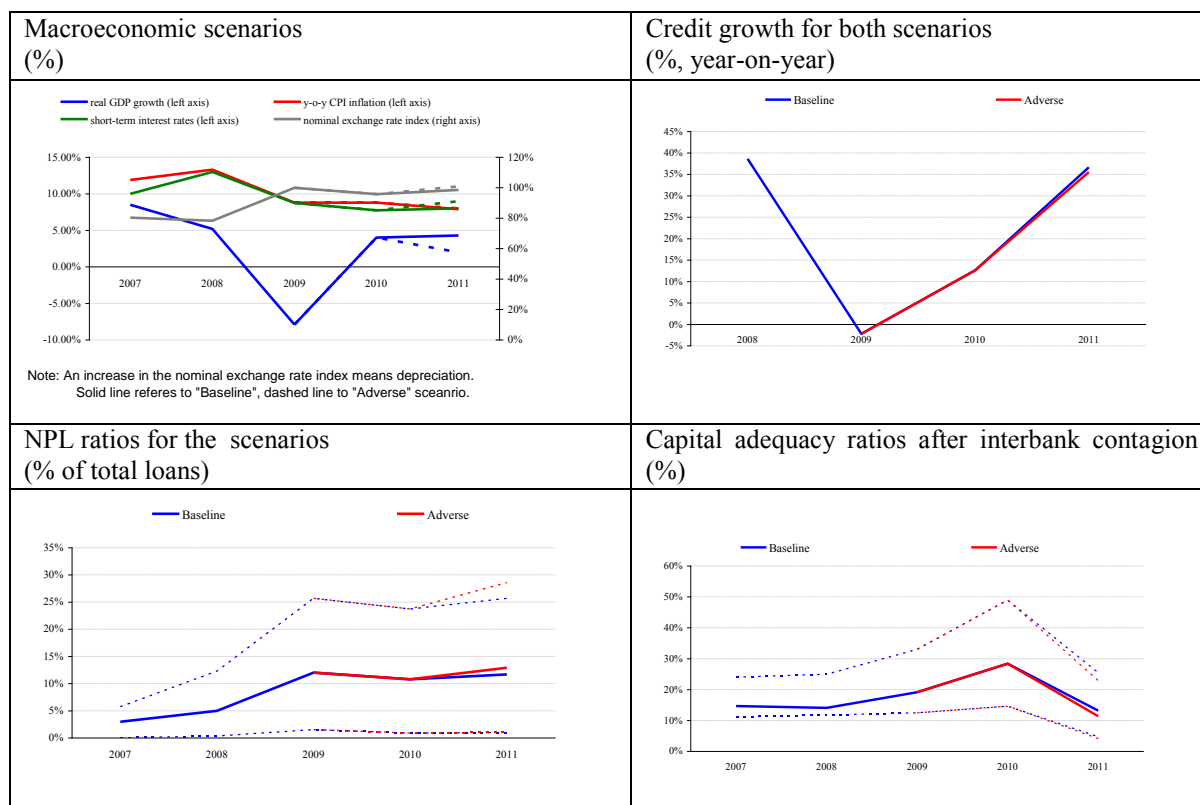 Macroeconomic scenarios
(%)
real GDP growth (left axis)
y-o-y CPI inflation (left axis)
short-term interest rates (left axis)
nominal exchange rate index (right axis)
15.00%
10.00%
5.00%
0.00%
-5.00%
-10.00%
120%
100%
80%
60%
40%
20%
0%
2007 2008 2009 2010 2011
Note: An increase in the nominal exchange rate index means depreciation.
Solid line referes to "Baseline", dashed line to "Adverse" sceanrio.
Credit growth for both scenarios
(%, year-on-year)
Baseline
Adverse
45%
40%
35%
30%
25%
20%
15%
10%
5%
0%
-5%
2008 2009 2010 2011
NPL ratios for the scenarios
(% of total loans)
Baseline
Adverse
35%
30%
25%
20%
15%
10%
5%
0%
2007 2008 2009 2010 2011
Capital adequacy ratios after interbank contagion
(%)
Baseline
Adverse
60%
50%
40%
30%
20%
10%
0%
2007 2008 2009 2010 2011